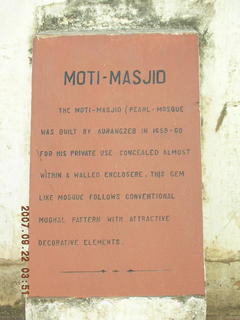 MOTI-MASJID
THE MOTI-MASJID (PEARL-MOSQUE
WAS BUILT BY AURANGZEB IN 1659-60
FOR HIS PRIVATE USE CONCEALED ALMOST
WITHIN A WALLED ENCLOSERE. THIS GEM
LIKE MOSQUE FOLLOWS CONVENTIONAL
MUGHAL PATTERN WITH ATTRACTIVE
DECORATIVE ELEMENTS.
2007.09.22 03:51